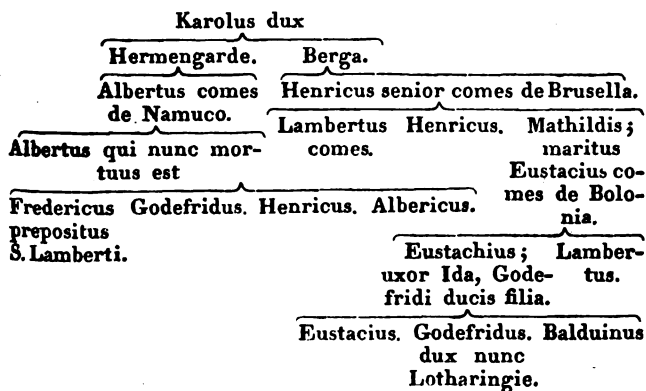 Karolus dux
Hermengarde. Berga.
Albertus comes Henricus senior comes de Brusella.
de Namuco. Lambertus Henricus. Mathildis;
Albertus qui nunc mor- comes. maritus
tuus est Eustacius co-
Fredericus Godefridus. Henricus. Albericus. mes de Bolo-
prepositus nia.
S. Lamberti. Eustachius; Lamber-
uxor Ida, Gode- tus.
fridi ducis filia.
Eustacius. Godefridus. Balduinus
dux nunc
Lotharingie.